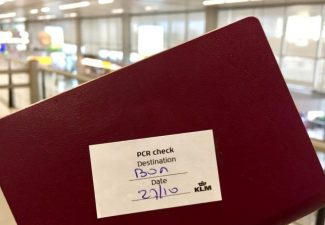 PCR check
Destination
BON
Date
27/10
KLM